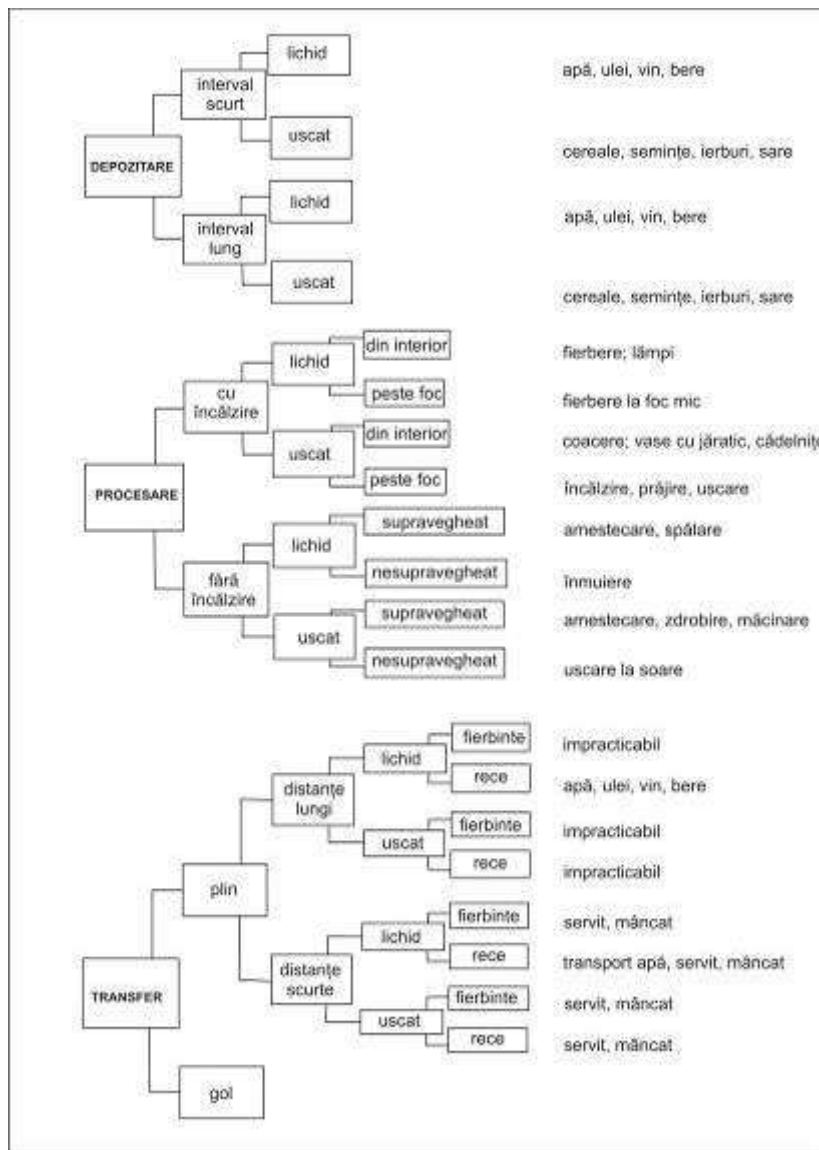 lichid
apă, ulei, vin, bere
interval
scurt
uscat
cereale, semințe, ierburi, sare
DEPOZITARE
lichid
apă, ulei, vin, bere
interval
lung
uscat
cereale, semințe, ierburi, sare
din interior
fierbere; lămpi
lichid
cu
încălzire
peste foc
fierbere la foc mic
din interior
coacere; vase cu jăratic, cădelnițe
uscat
peste foc
încălzire, prăjire, uscare
PROCESARE
supravegheat
amestecare, spălare
lichid
nesupravegheat
înmuiere
fără
încălzire
supravegheat
amestecare, zdrobire, măcinare
uscat
nesupravegheat
uscare la soare
fierbinte
impracticabil
lichid
rece
apă, ulei, vin, bere
distanțe
lungi
fierbinte
impracticabil
uscat
rece
impracticabil
plin
fierbinte
servit, mâncat
lichid
rece
transport apă, servit, mâncat
distanțe
scurte
fierbinte
servit, mâncat
uscat
rece
servit, mâncat
TRANSFER
gol